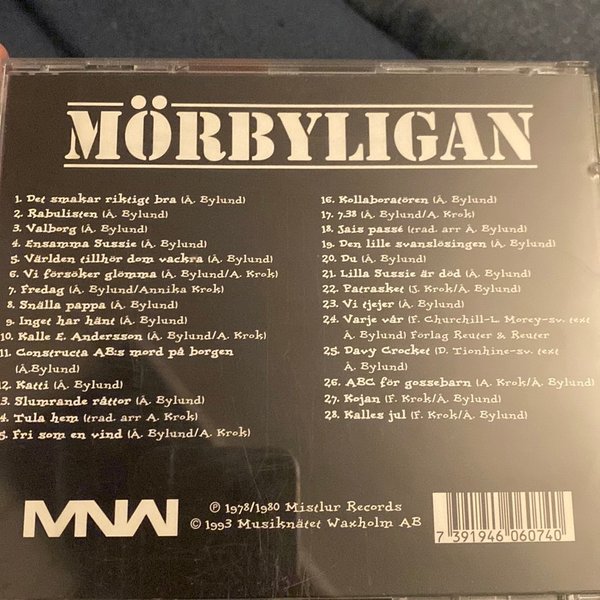 MÖRBYLIGAN
1. Det smakar riktigt bra (Å. Bylund)
2. Rabulisten (Å. Bylund)
3. Valborg (Å. Bylund)
4. Ensamma Sussie (Å. Bylund)
5. Världen tillhör dom vackra (Å. Bylund)
6. Vi försöker glömma (Å. Bylund/A. Krok)
7. Fredag (Å. Bylund/Annika Krok)
8. Snälla pappa (Å. Bylund)
9. Inget har hänt (Å. Bylund)
10. Kalle E. Andersson (Å. Bylund/A. Krok)
11. Constructa AB:s mord på borgen
(Å.Bylund)
12. Katti (Å. Bylund)
3. Slumrande råttor (Å. Bylund)
4. Tula hem (trad. arr A. Krok)
5. Fri som en vind (Å. Bylund/A. Krok)
16. Kollaboratören (Å. Bylund)
17. 7.38 (Å. Bylund/A. Krok)
18. Jais passé (trad. arr Å. Bylund)
19. Den lille svanslösingen (Å. Bylund)
20. Du (Å. Bylund)
21. Lilla Sussie är död (Å. Bylund)
22. Patrasket (J. Krok/Å. Bylund)
23. Vi tjejer (Å. Bylund)
24. Varje vår (F. Churchill-L. Morey-sv. text
Å. Bylund) Förlag Reuter & Reuter
25. Davy Crocket (D. Tionhine-sv. text
Å. Bylund)
26. ABC för gossebarn (A. Krok/Å. Bylund)
27. Kojan (F. Krok/Å. Bylund)
28. Kalles jul (F. Krok/Å. Bylund)
MNW
℗ 1978/1980 Mistlur Records
© 1993 Musiknätet Waxholm AB
7 391946 060740